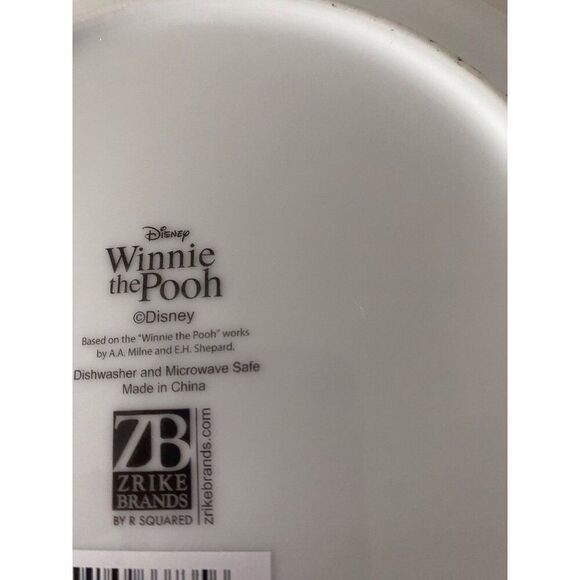 Disney
Winnie
the Pooh
©Disney
Based on the "Winnie the Pooh" works
by A.A. Milne and E.H. Shepard.
Dishwasher and Microwave Safe
Made in China
ZB
ZRIKE
BRANDS
BY R SQUARED
zrikebrands.com